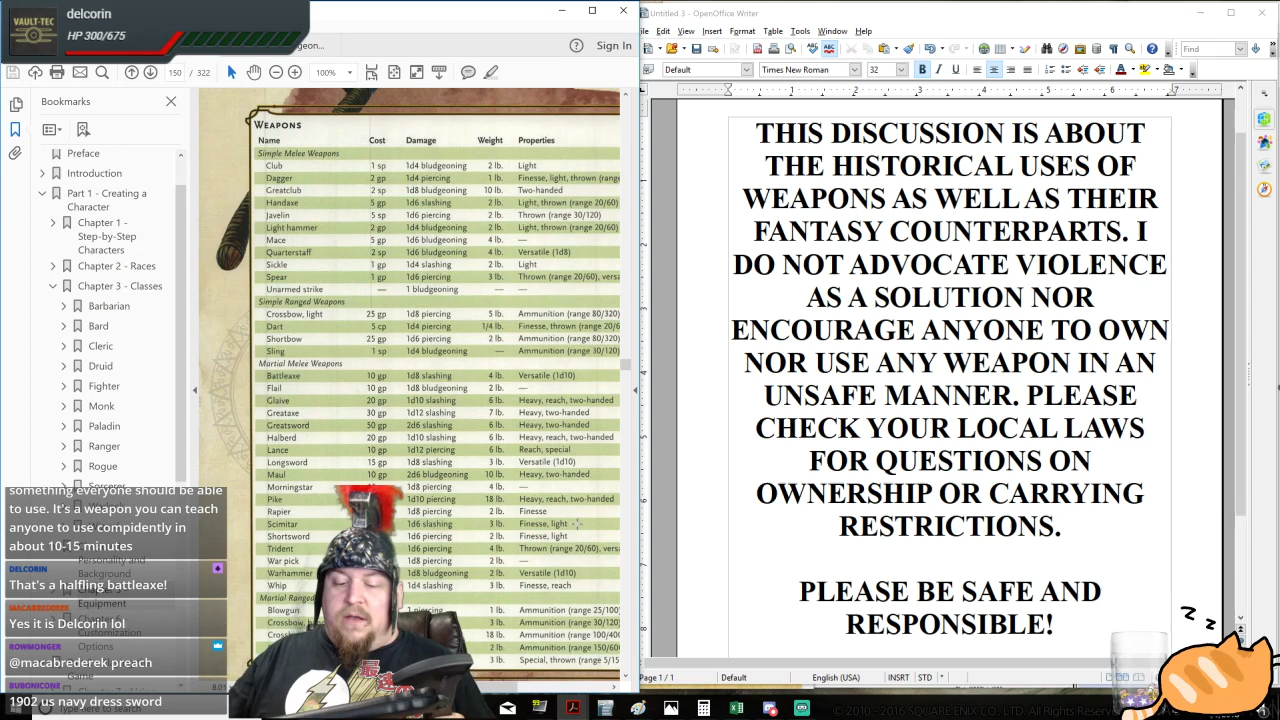 delcorin
HP 300/675
VAULT-TEC
Sign In
150 / 322
100%
Bookmarks
Preface
Introduction
Part 1 - Creating a
Character
Chapter 1 -
Step-by-Step
Characters
Chapter 2 - Races
Chapter 3 - Classes
Barbarian
Bard
Cleric
Druid
Fighter
Monk
Paladin
Ranger
Rogue
something everyone should be able
to use. It's a weapon you can teach
anyone to use compidently in
about 10-15 minutes
DELCORIN
That's a halfling battleaxe!
MACABREDEREK
Yes it is Delcorin lol
ROWMONGER
@macabrederek preach
BUBONICONE
1902 us navy dress sword
WEAPONS
Name Cost Damage Weight Properties
Simple Melee Weapons
Club 1 sp 1d4 bludgeoning 2 lb. Light
Dagger 2 gp 1d4 piercing 1 lb. Finesse, light, thrown (range
Greatclub 2 sp 1d8 bludgeoning 10 lb. Two-handed
Handaxe 5 gp 1d6 slashing 2 lb. Light, thrown (range 20/60)
Javelin 5 sp 1d6 piercing 2 lb. Thrown (range 30/120)
Light hammer 2 gp 1d4 bludgeoning 2 lb. Light, thrown (range 20/60)
Mace 5 gp 1d6 bludgeoning 4 lb. —
Quarterstaff 2 sp 1d6 bludgeoning 4 lb. Versatile (1d8)
Sickle 1 gp 1d4 slashing 2 lb. Light
Spear 1 gp 1d6 piercing 3 lb. Thrown (range 20/60), versa
Unarmed strike — 1 bludgeoning — —
Simple Ranged Weapons
Crossbow, light 25 gp 1d8 piercing 5 lb. Ammunition (range 80/320)
Dart 5 cp 1d4 piercing 1/4 lb. Finesse, thrown (range 20/6
Shortbow 25 gp 1d6 piercing 2 lb. Ammunition (range 80/320)
Sling 1 sp 1d4 bludgeoning — Ammunition (range 30/120)
Martial Melee Weapons
Battleaxe 10 gp 1d8 slashing 4 lb. Versatile (1d10)
Flail 10 gp 1d8 bludgeoning 2 lb. —
Glaive 20 gp 1d10 slashing 6 lb. Heavy, reach, two-handed
Greataxe 30 gp 1d12 slashing 7 lb. Heavy, two-handed
Greatsword 50 gp 2d6 slashing 6 lb. Heavy, two-handed
Halberd 20 gp 1d10 slashing 6 lb. Heavy, reach, two-handed
Lance 10 gp 1d12 piercing 6 lb. Reach, special
Longsword 15 gp 1d8 slashing 3 lb. Versatile (1d10)
Maul 10 gp 2d6 bludgeoning 10 lb. Heavy, two-handed
Morningstar 1d8 piercing 4 lb. —
Pike 1d10 piercing 18 lb. Heavy, reach, two-handed
Rapier 1d8 piercing 2 lb. Finesse
Scimitar 1d6 slashing 3 lb. Finesse, light
Shortsword 1d6 piercing 2 lb. Finesse, light
Trident 1d6 piercing 4 lb. Thrown (range 20/60), versa
War pick 1d8 piercing 2 lb. —
Warhammer 1d8 bludgeoning 2 lb. Versatile (1d10)
Whip 1d4 slashing 3 lb. Finesse, reach
Martial Ranged
Blowgun 1 piercing 1 lb. Ammunition (range 25/100
3 lb. Ammunition (range 30/120
18 lb. Ammunition (range 100/400
2 lb. Ammunition (range 150/600
3 lb. Special, thrown (range 5/15
Untitled 3 - OpenOffice Writer
Edit View Insert Format Table Tools Window Help
Find
Default Times New Roman 32
THIS DISCUSSION IS ABOUT
THE HISTORICAL USES OF
WEAPONS AS WELL AS THEIR
FANTASY COUNTERPARTS. I
DO NOT ADVOCATE VIOLENCE
AS A SOLUTION NOR
ENCOURAGE ANYONE TO OWN
NOR USE ANY WEAPON IN AN
UNSAFE MANNER. PLEASE
CHECK YOUR LOCAL LAWS
FOR QUESTIONS ON
OWNERSHIP OR CARRYING
RESTRICTIONS.
PLEASE BE SAFE AND
RESPONSIBLE!
Page 1 / 1 Default English (USA) INSRT STD *
© 2010 - 2016 SQUARE ENIX CO., LTD. All Rights Reserved